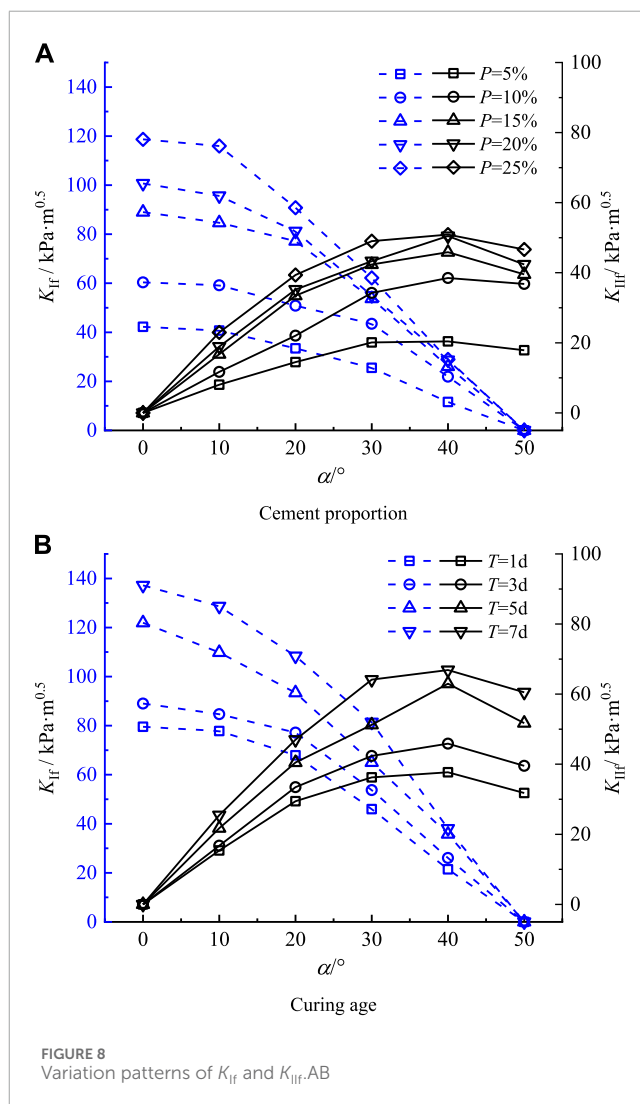 A
K_If / kPa·m^0.5
140
120
100
80
60
40
20
0
P=5%
P=10%
P=15%
P=20%
P=25%
100
80
60
40
20
0
K_IIf / kPa·m^0.5
0 10 20 30 40 50
α/°
Cement proportion
B
K_If / kPa·m^0.5
140
120
100
80
60
40
20
0
T=1d
T=3d
T=5d
T=7d
100
80
60
40
20
0
K_IIf / kPa·m^0.5
0 10 20 30 40 50
α/°
Curing age
FIGURE 8
Variation patterns of K_If and K_IIf.AB